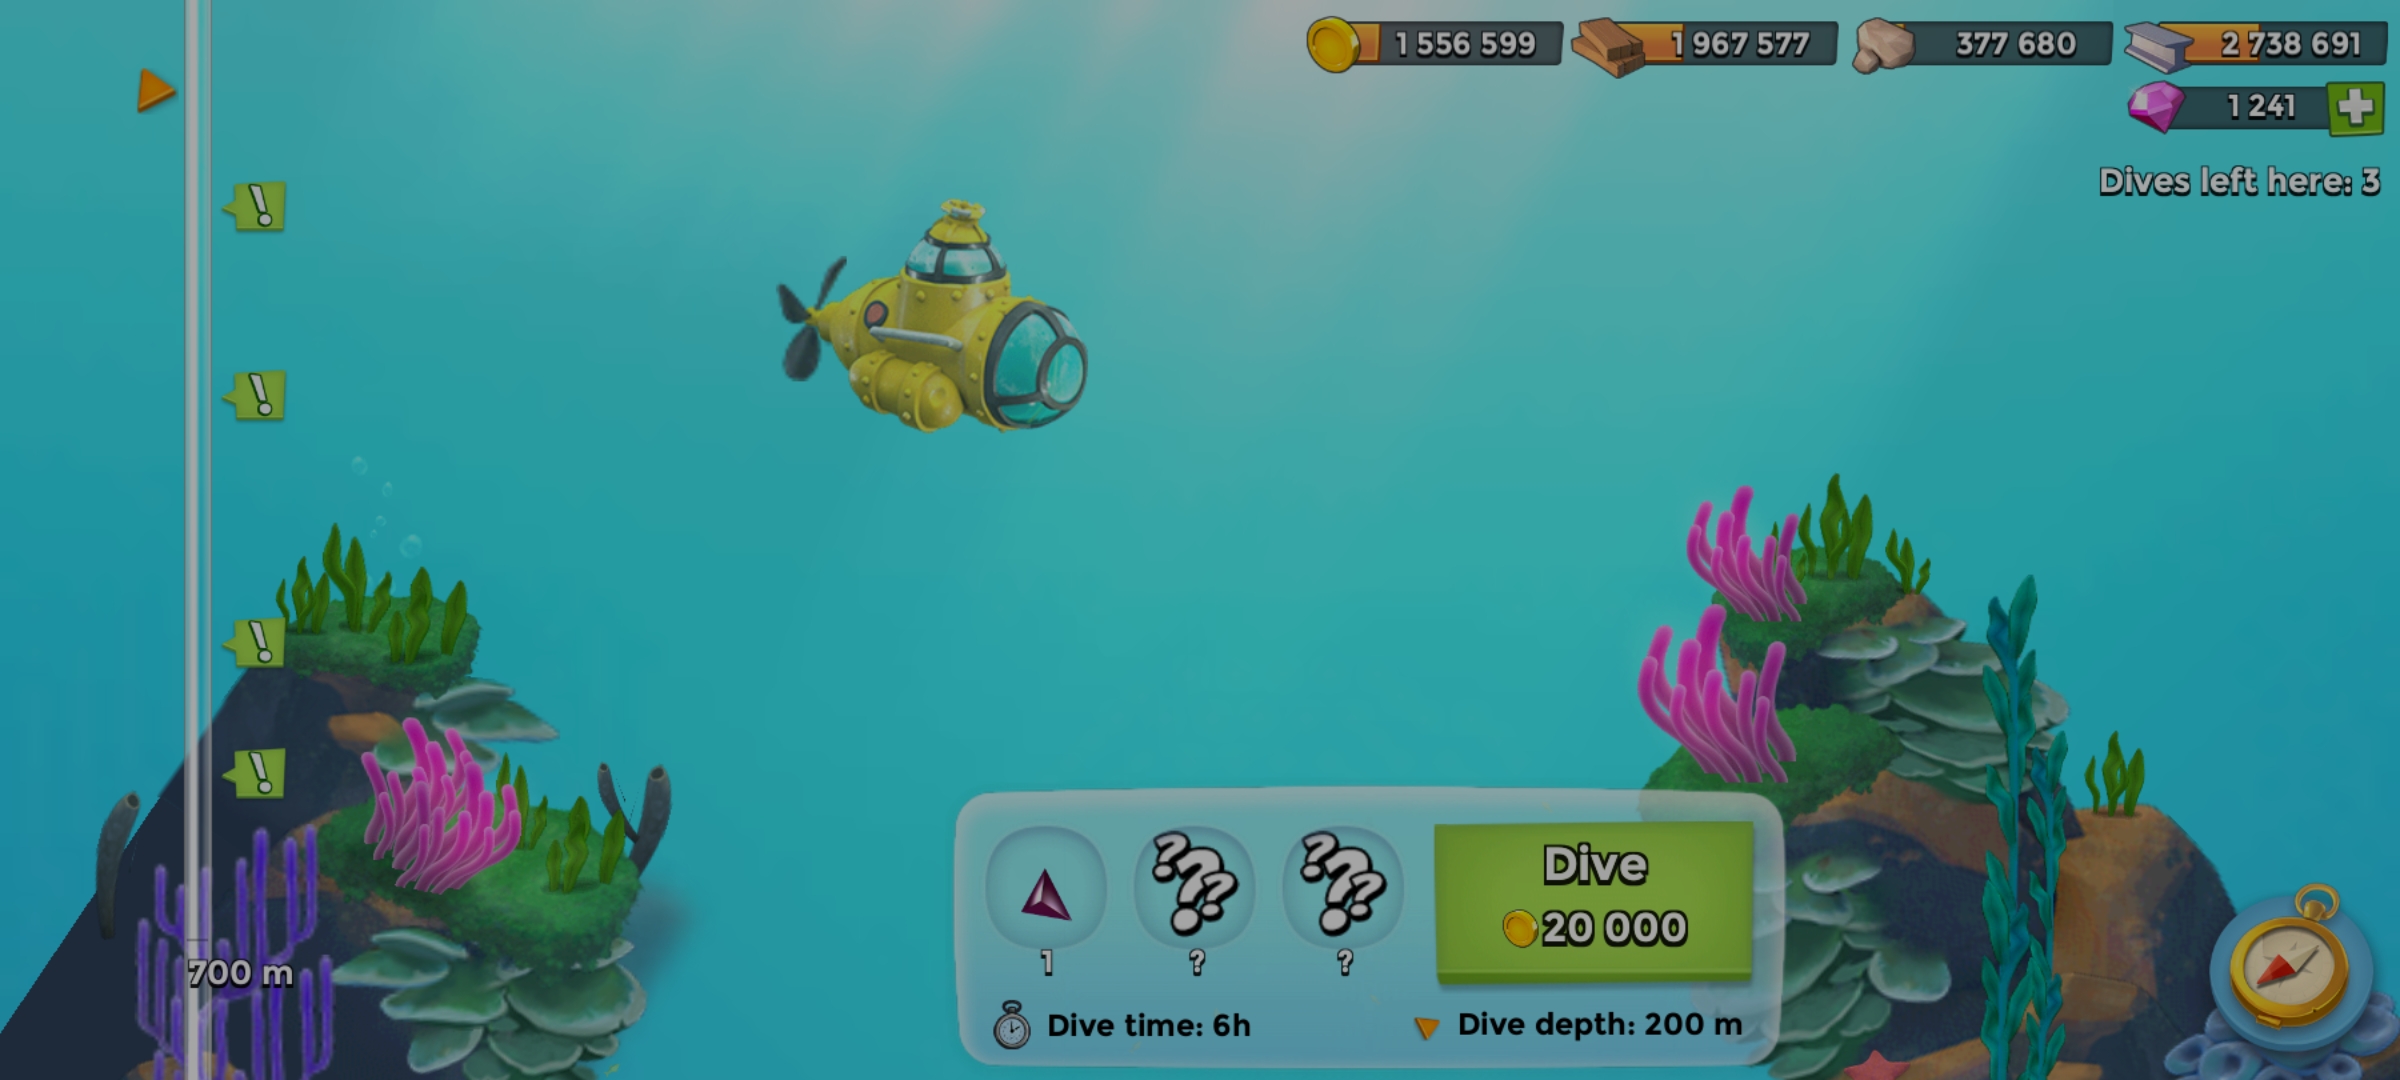 1 556 599
1 967 577
377 680
2 738 691
1 241
Dives left here: 3
!
!
!
!
700 m
???
???
1
?
?
Dive
20 000
Dive time: 6h
Dive depth: 200 m